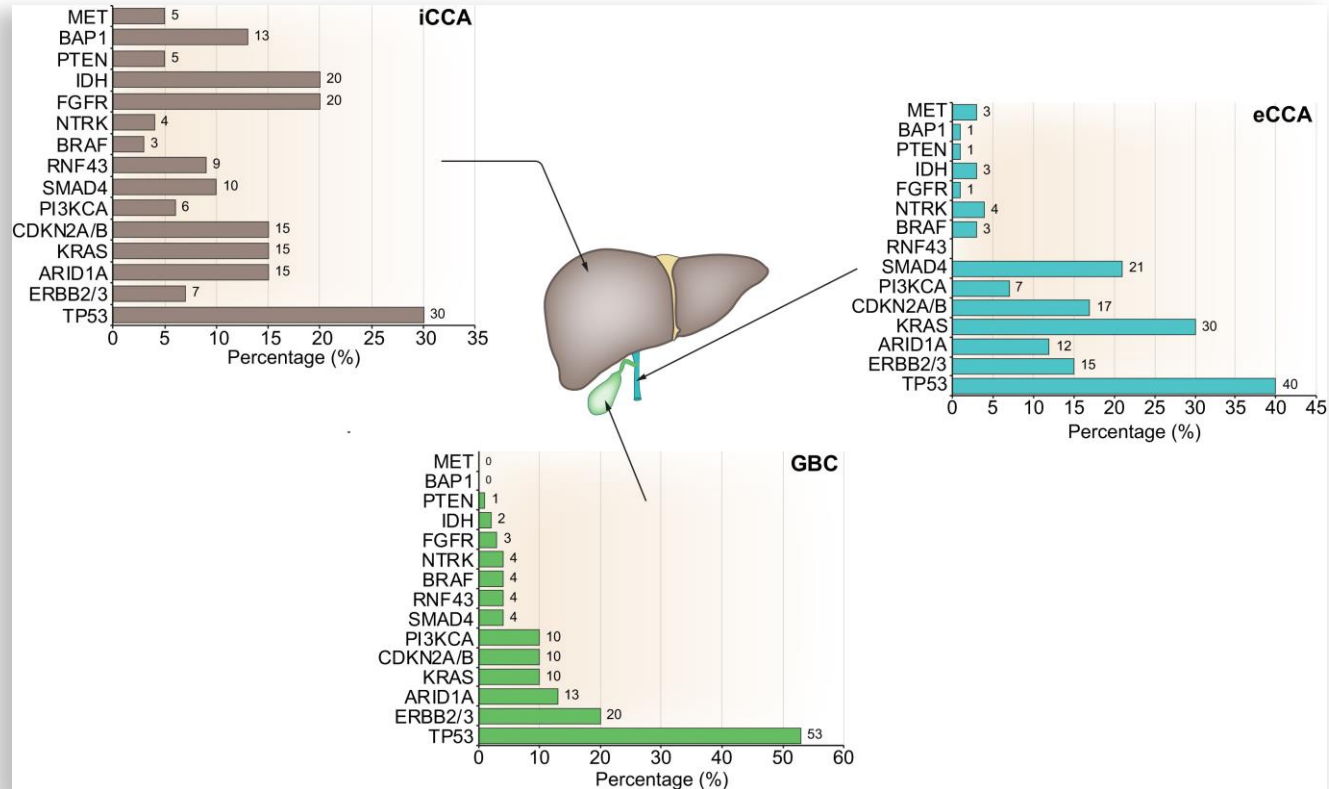 iCCA
MET 5
BAP1 13
PTEN 5
IDH 20
FGFR 20
NTRK 4
BRAF 3
RNF43 9
SMAD4 10
PI3KCA 6
CDKN2A/B 15
KRAS 15
ARID1A 15
ERBB2/3 7
TP53 30
0 5 10 15 20 25 30 35
Percentage (%)
eCCA
MET 3
BAP1 1
PTEN 1
IDH 3
FGFR 1
NTRK 4
BRAF 3
RNF43
SMAD4 21
PI3KCA 7
CDKN2A/B 17
KRAS 30
ARID1A 12
ERBB2/3 15
TP53 40
0 5 10 15 20 25 30 35 40 45
Percentage (%)
GBC
MET 0
BAP1 0
PTEN 1
IDH 2
FGFR 3
NTRK 4
BRAF 4
RNF43 4
SMAD4 4
PI3KCA 10
CDKN2A/B 10
KRAS 10
ARID1A 13
ERBB2/3 20
TP53 53
0 10 20 30 40 50 60
Percentage (%)